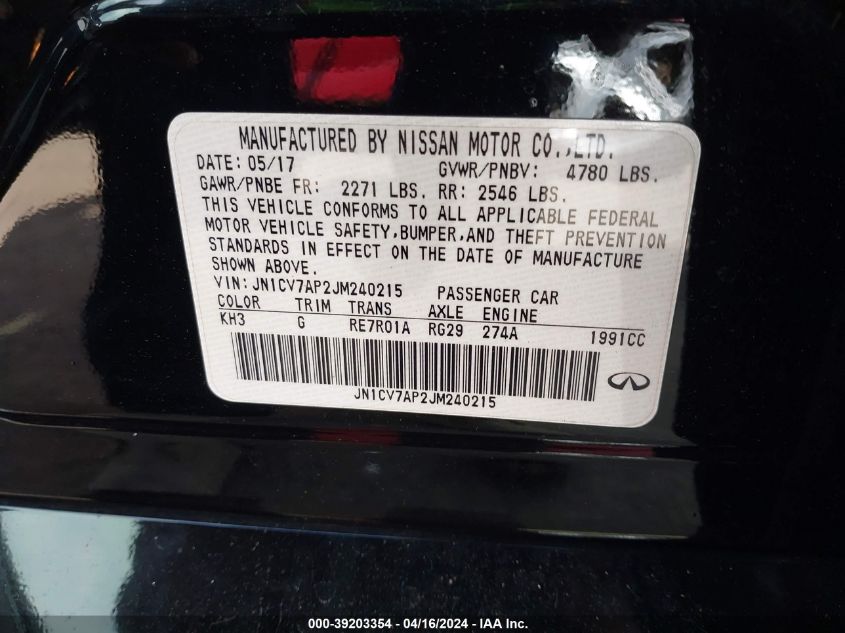 MANUFACTURED BY NISSAN MOTOR CO.,LTD.
DATE: 05/17 GVWR/PNBV: 4780 LBS.
GAWR/PNBE FR: 2271 LBS. RR: 2546 LBS.
THIS VEHICLE CONFORMS TO ALL APPLICABLE FEDERAL
MOTOR VEHICLE SAFETY,BUMPER,AND THEFT PREVENTION
STANDARDS IN EFFECT ON THE DATE OF MANUFACTURE
SHOWN ABOVE.
VIN: JN1CV7AP2JM240215 PASSENGER CAR
COLOR TRIM TRANS AXLE ENGINE
KH3 G RE7R01A RG29 274A 1991CC
JN1CV7AP2JM240215
000-39203354 - 04/16/2024 - IAA Inc.